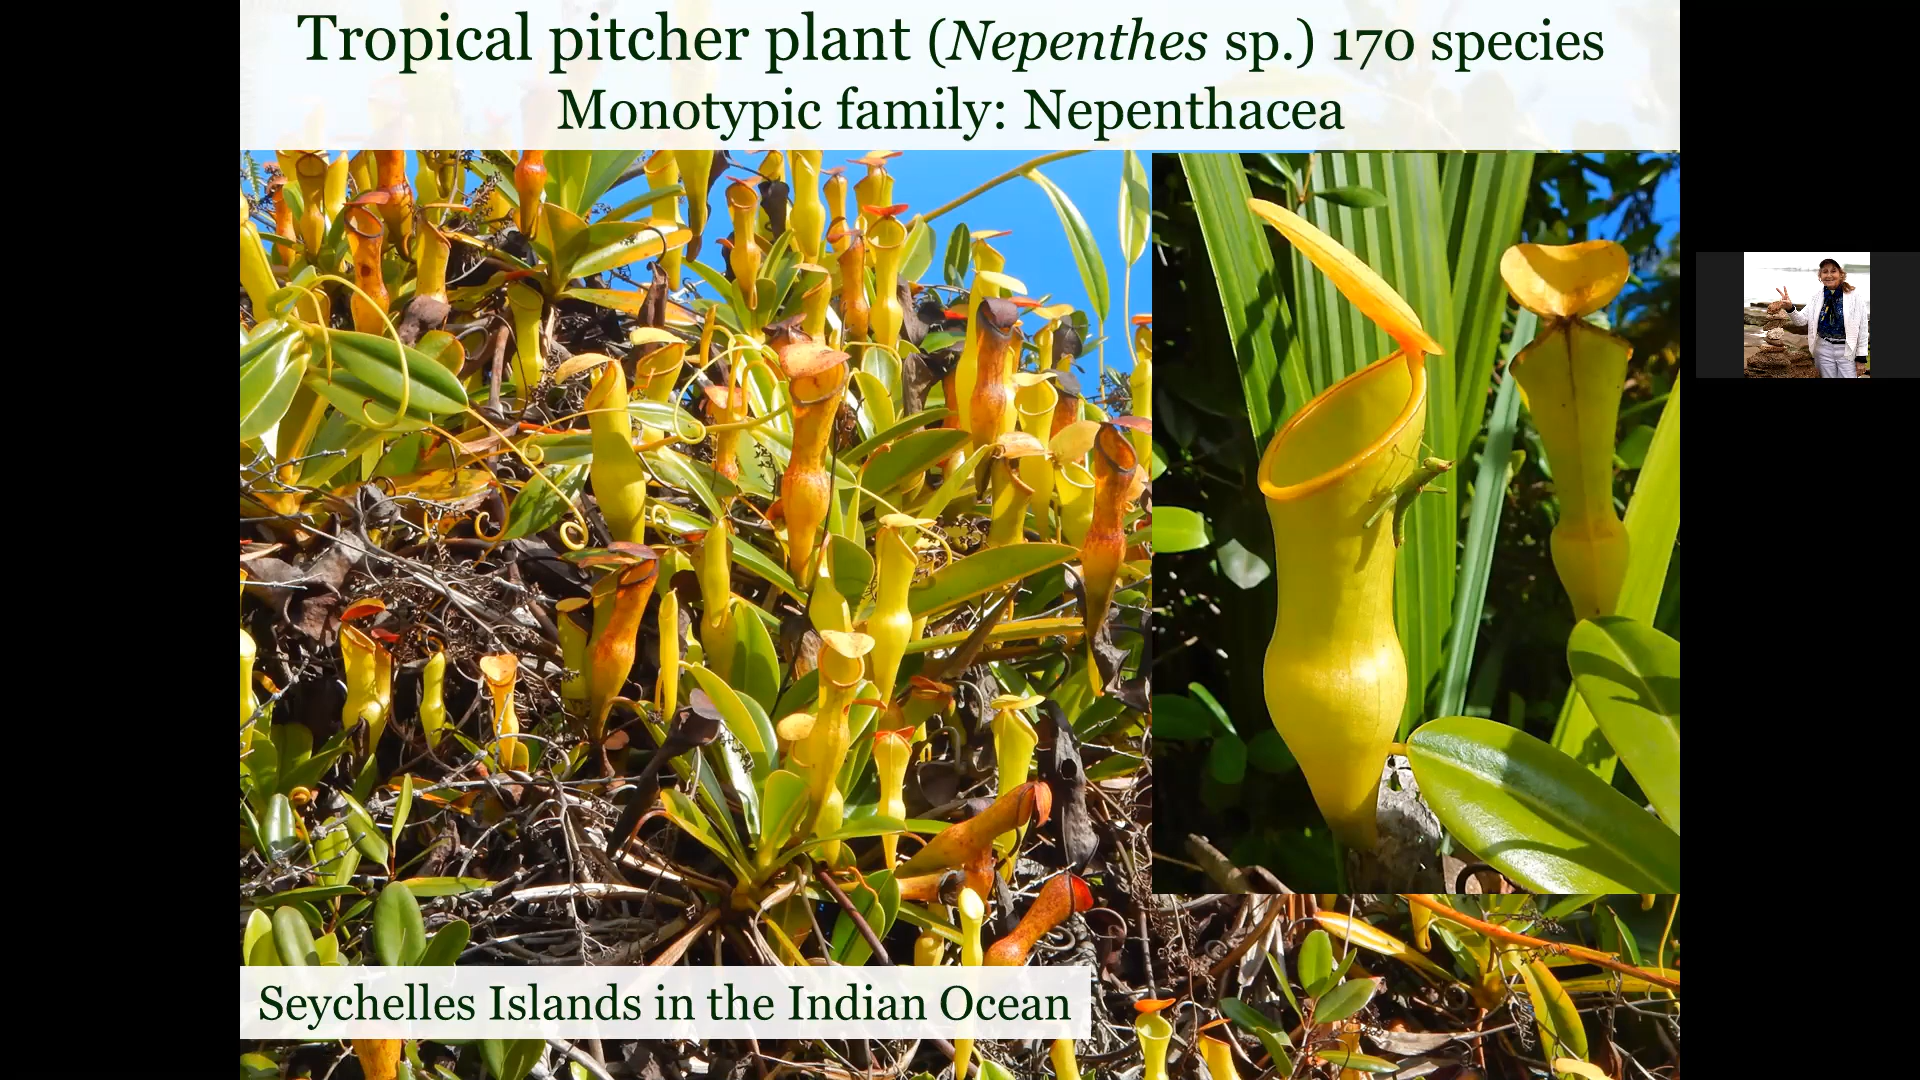 Tropical pitcher plant (Nepenthes sp.) 170 species
Monotypic family: Nepenthacea
Seychelles Islands in the Indian Ocean